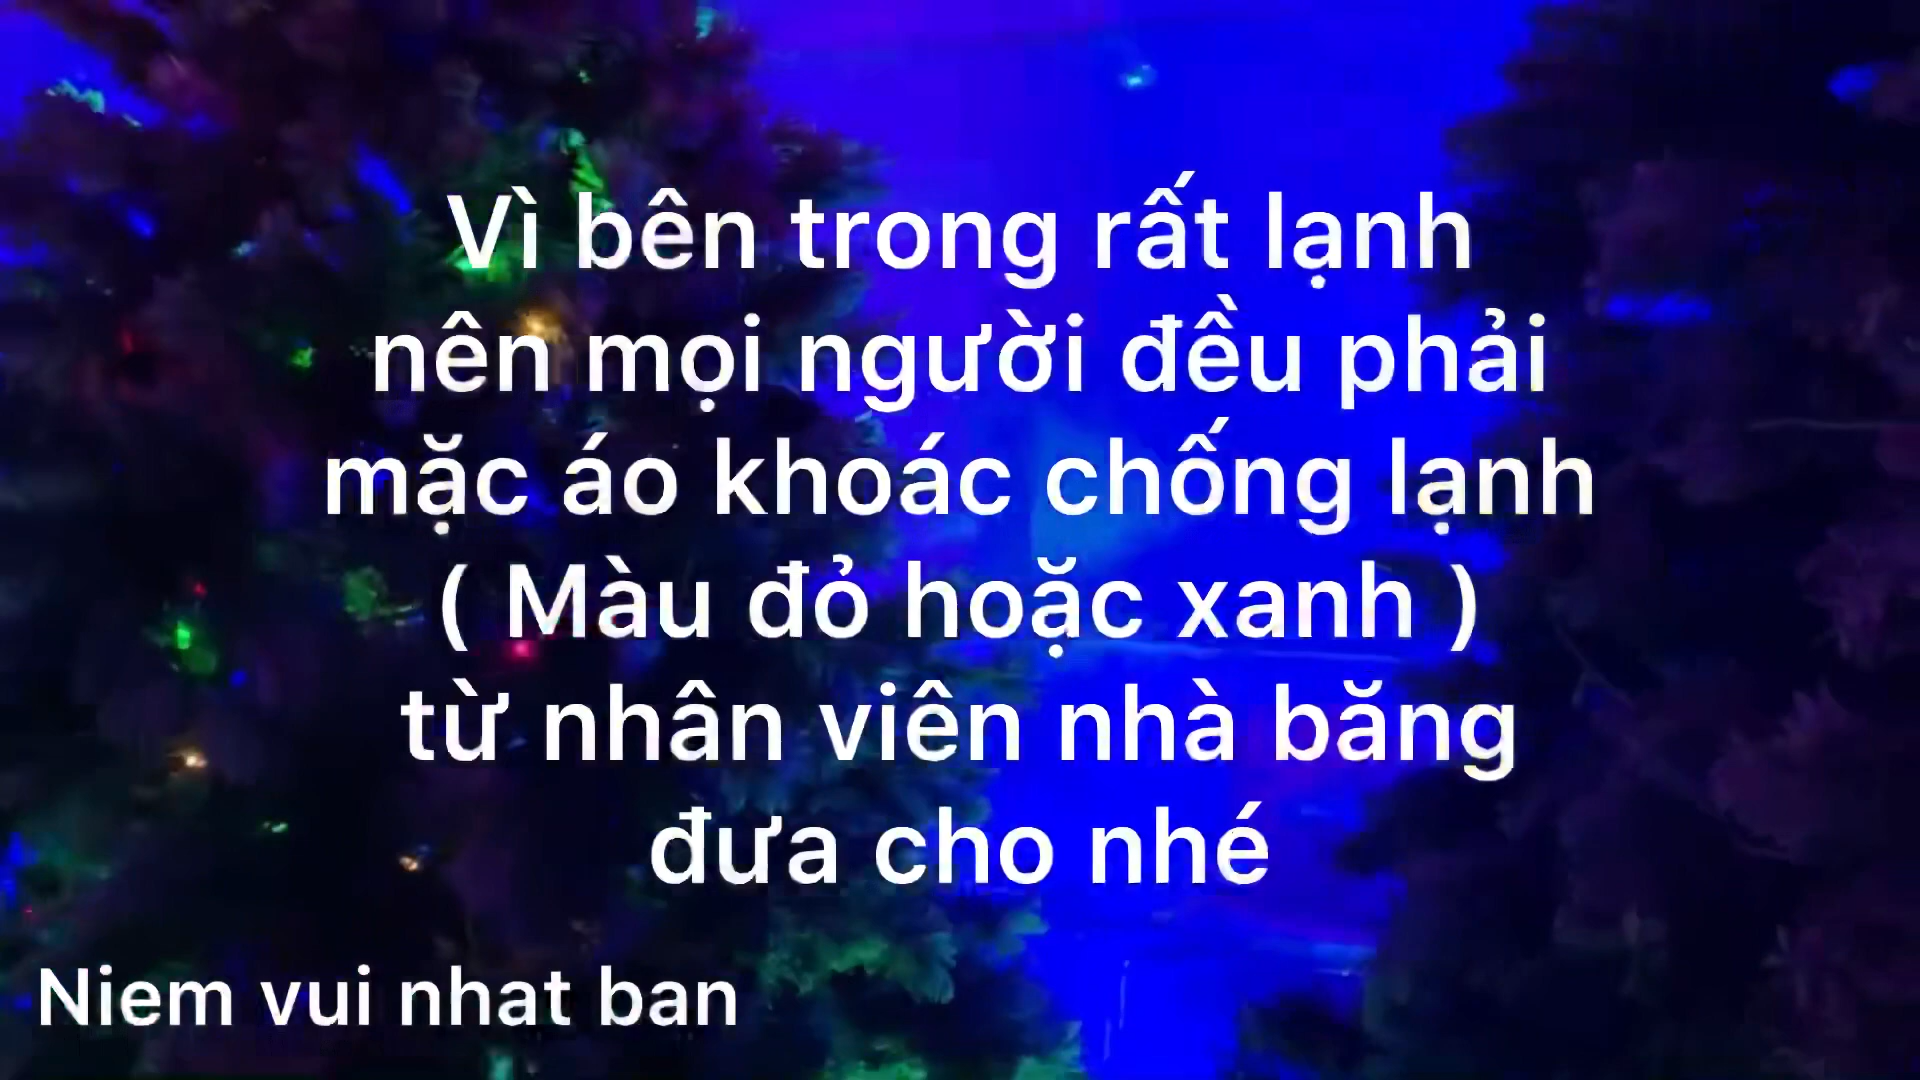 Vì bên trong rất lạnh
nên mọi người đều phải
mặc áo khoác chống lạnh
( Màu đỏ hoặc xanh )
từ nhân viên nhà băng
đưa cho nhé
Niem vui nhat ban